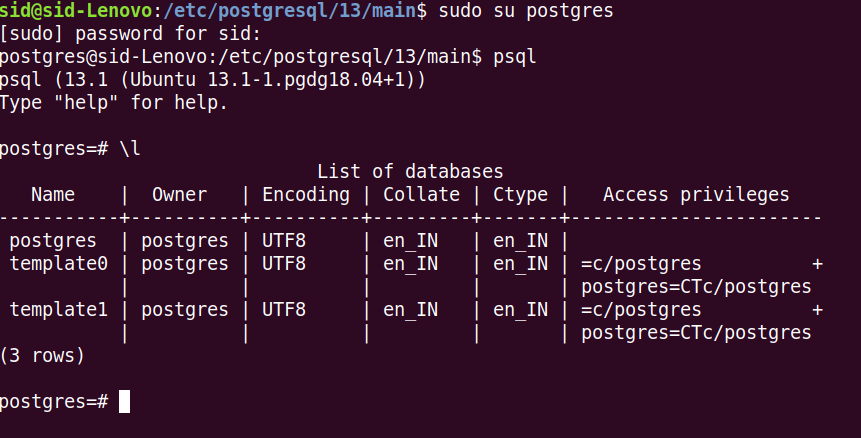 sid@sid-Lenovo:/etc/postgresql/13/main$ sudo su postgres
[sudo] password for sid:
postgres@sid-Lenovo:/etc/postgresql/13/main$ psql
psql (13.1 (Ubuntu 13.1-1.pgdg18.04+1))
Type "help" for help.

postgres=# \l
                             List of databases
   Name    |  Owner   | Encoding | Collate | Ctype |   Access privileges
-----------+----------+----------+---------+-------+-----------------------
 postgres  | postgres | UTF8     | en_IN   | en_IN |
 template0 | postgres | UTF8     | en_IN   | en_IN | =c/postgres          +
           |          |          |         |       | postgres=CTc/postgres
 template1 | postgres | UTF8     | en_IN   | en_IN | =c/postgres          +
           |          |          |         |       | postgres=CTc/postgres
(3 rows)

postgres=#